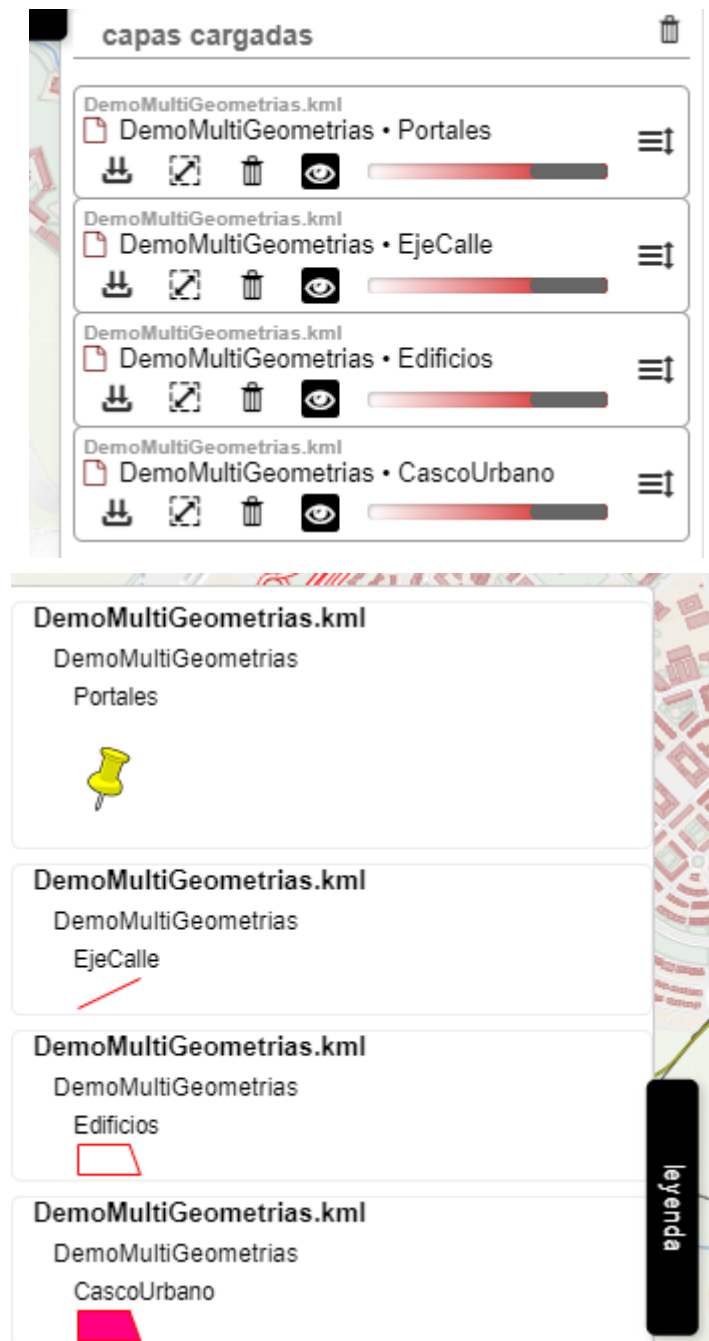 capas cargadas
DemoMultiGeometrias.kml
DemoMultiGeometrias • Portales
DemoMultiGeometrias.kml
DemoMultiGeometrias • EjeCalle
DemoMultiGeometrias.kml
DemoMultiGeometrias • Edificios
DemoMultiGeometrias.kml
DemoMultiGeometrias • CascoUrbano
DemoMultiGeometrias.kml
DemoMultiGeometrias
Portales
DemoMultiGeometrias.kml
DemoMultiGeometrias
EjeCalle
DemoMultiGeometrias.kml
DemoMultiGeometrias
Edificios
DemoMultiGeometrias.kml
DemoMultiGeometrias
CascoUrbano
leyenda